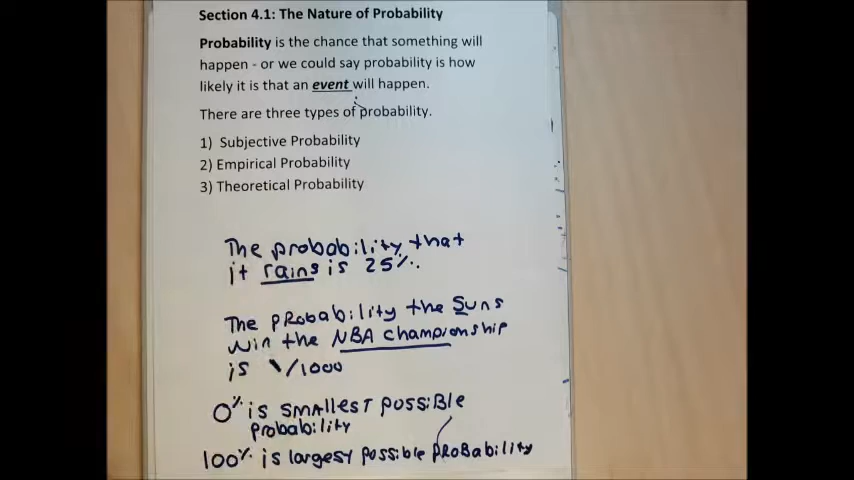 Section 4.1: The Nature of Probability
Probability is the chance that something will
happen - or we could say probability is how
likely it is that an event will happen.
There are three types of probability.
1) Subjective Probability
2) Empirical Probability
3) Theoretical Probability
The probability that
it rains is 25%.
The probability the Suns
win the NBA championship
is 1/1000
0% is smallest possible
probability
100% is largest possible probability